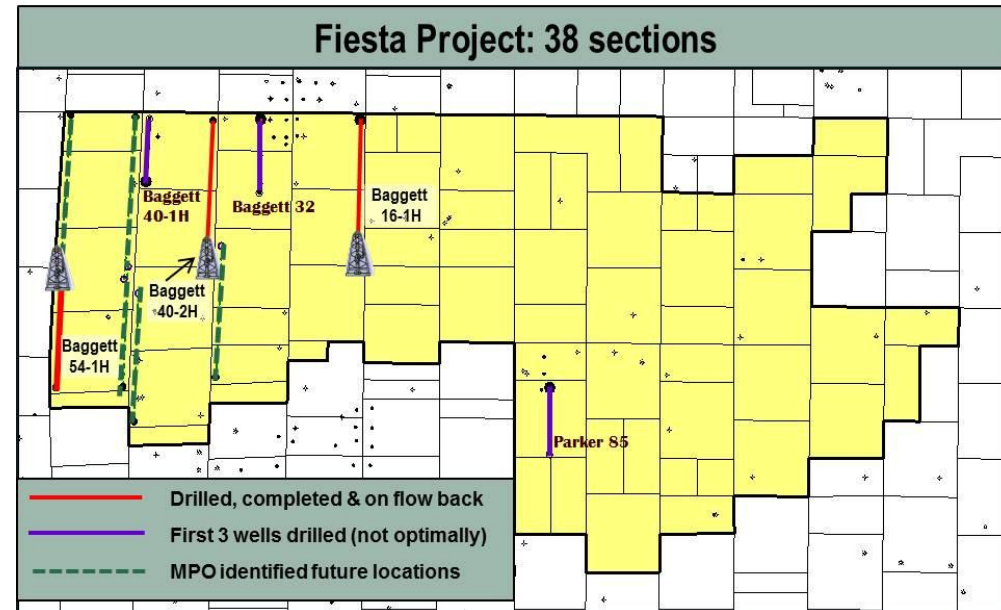 Fiesta Project: 38 sections
Baggett
40-1H
Baggett 32
Baggett
16-1H
Baggett
40-2H
Baggett
54-1H
Parker 85
Drilled, completed & on flow back
First 3 wells drilled (not optimally)
MPO identified future locations